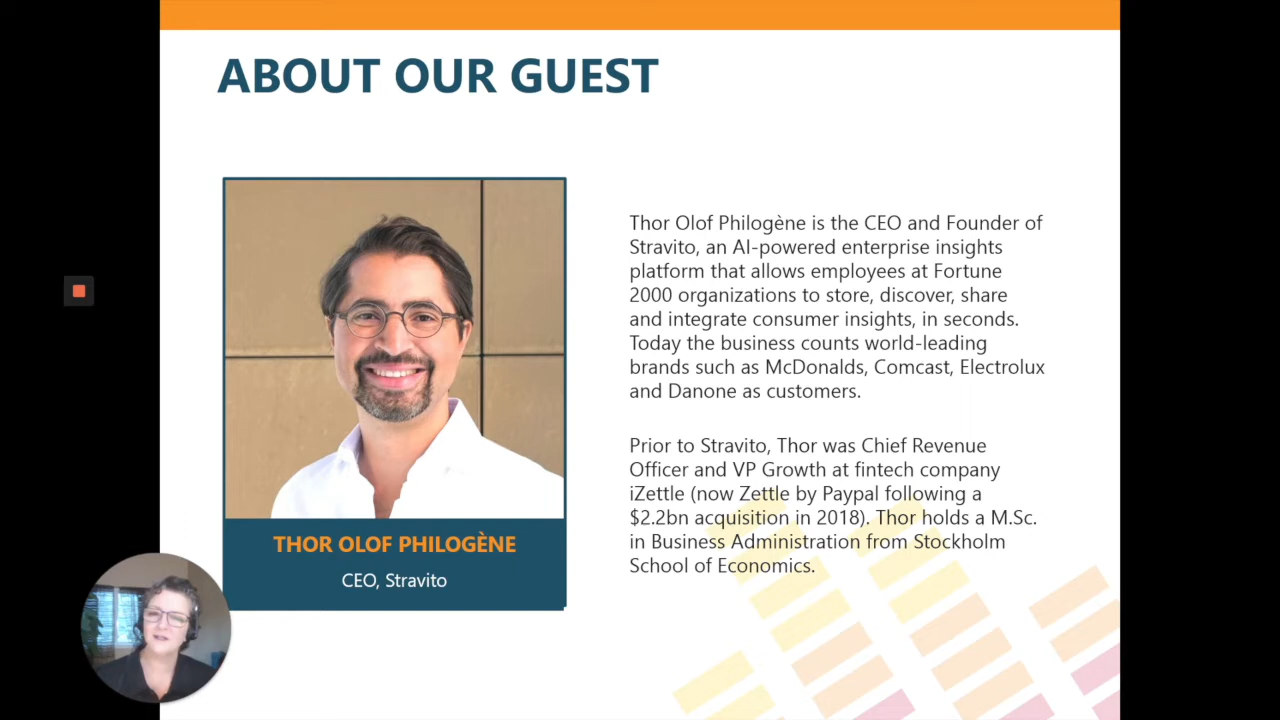 ABOUT OUR GUEST
Thor Olof Philogène is the CEO and Founder of
Stravito, an AI-powered enterprise insights
platform that allows employees at Fortune
2000 organizations to store, discover, share
and integrate consumer insights, in seconds.
Today the business counts world-leading
brands such as McDonalds, Comcast, Electrolux
and Danone as customers.
Prior to Stravito, Thor was Chief Revenue
Officer and VP Growth at fintech company
iZettle (now Zettle by Paypal following a
$2.2bn acquisition in 2018). Thor holds a M.Sc.
in Business Administration from Stockholm
School of Economics.
THOR OLOF PHILOGÈNE
CEO, Stravito